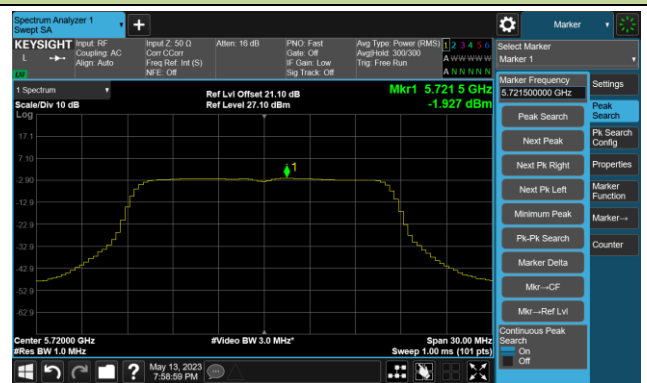 Spectrum Analyzer 1
Swept SA
+
Marker
KEYSIGHT
L
LW
Input: RF
Coupling: AC
Align: Auto
Input Z: 50 Ω
Corr CCorr
Freq Ref: Int (S)
NFE: Off
Atten: 16 dB
PNO: Fast
Gate: Off
IF Gain: Low
Sig Track: Off
Avg Type: Power (RMS)
Avg|Hold: 300/300
Trig: Free Run
1 2 3 4 5 6
A W W W W W
A N N N N N
Select Marker
Marker 1
1 Spectrum
Scale/Div 10 dB
Log
Ref Lvl Offset 21.10 dB
Ref Level 27.10 dBm
Mkr1 5.721 5 GHz
-1.927 dBm
17.1
7.10
-2.90
-12.9
-22.9
-32.9
-42.9
-52.9
-62.9
1
Center 5.72000 GHz
#Res BW 1.0 MHz
#Video BW 3.0 MHz*
Span 30.00 MHz
Sweep 1.00 ms (101 pts)
Marker Frequency
5.721500000 GHz
Peak Search
Next Peak
Next Pk Right
Next Pk Left
Minimum Peak
Pk-Pk Search
Marker Delta
Mkr→CF
Mkr→Ref Lvl
Continuous Peak
Search
On
Off
Settings
Peak
Search
Pk Search
Config
Properties
Marker
Function
Marker→
Counter
?
May 13, 2023
7:58:59 PM